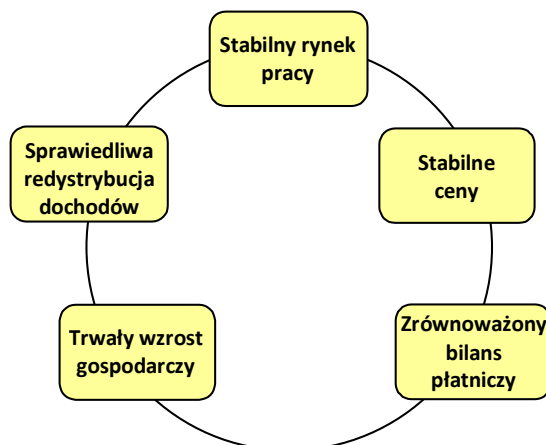 Stabilny rynek
pracy
Sprawiedliwa
redystrybucja
dochodów
Stabilne
ceny
Trwały wzrost
gospodarczy
Zrównoważony
bilans
płatniczy